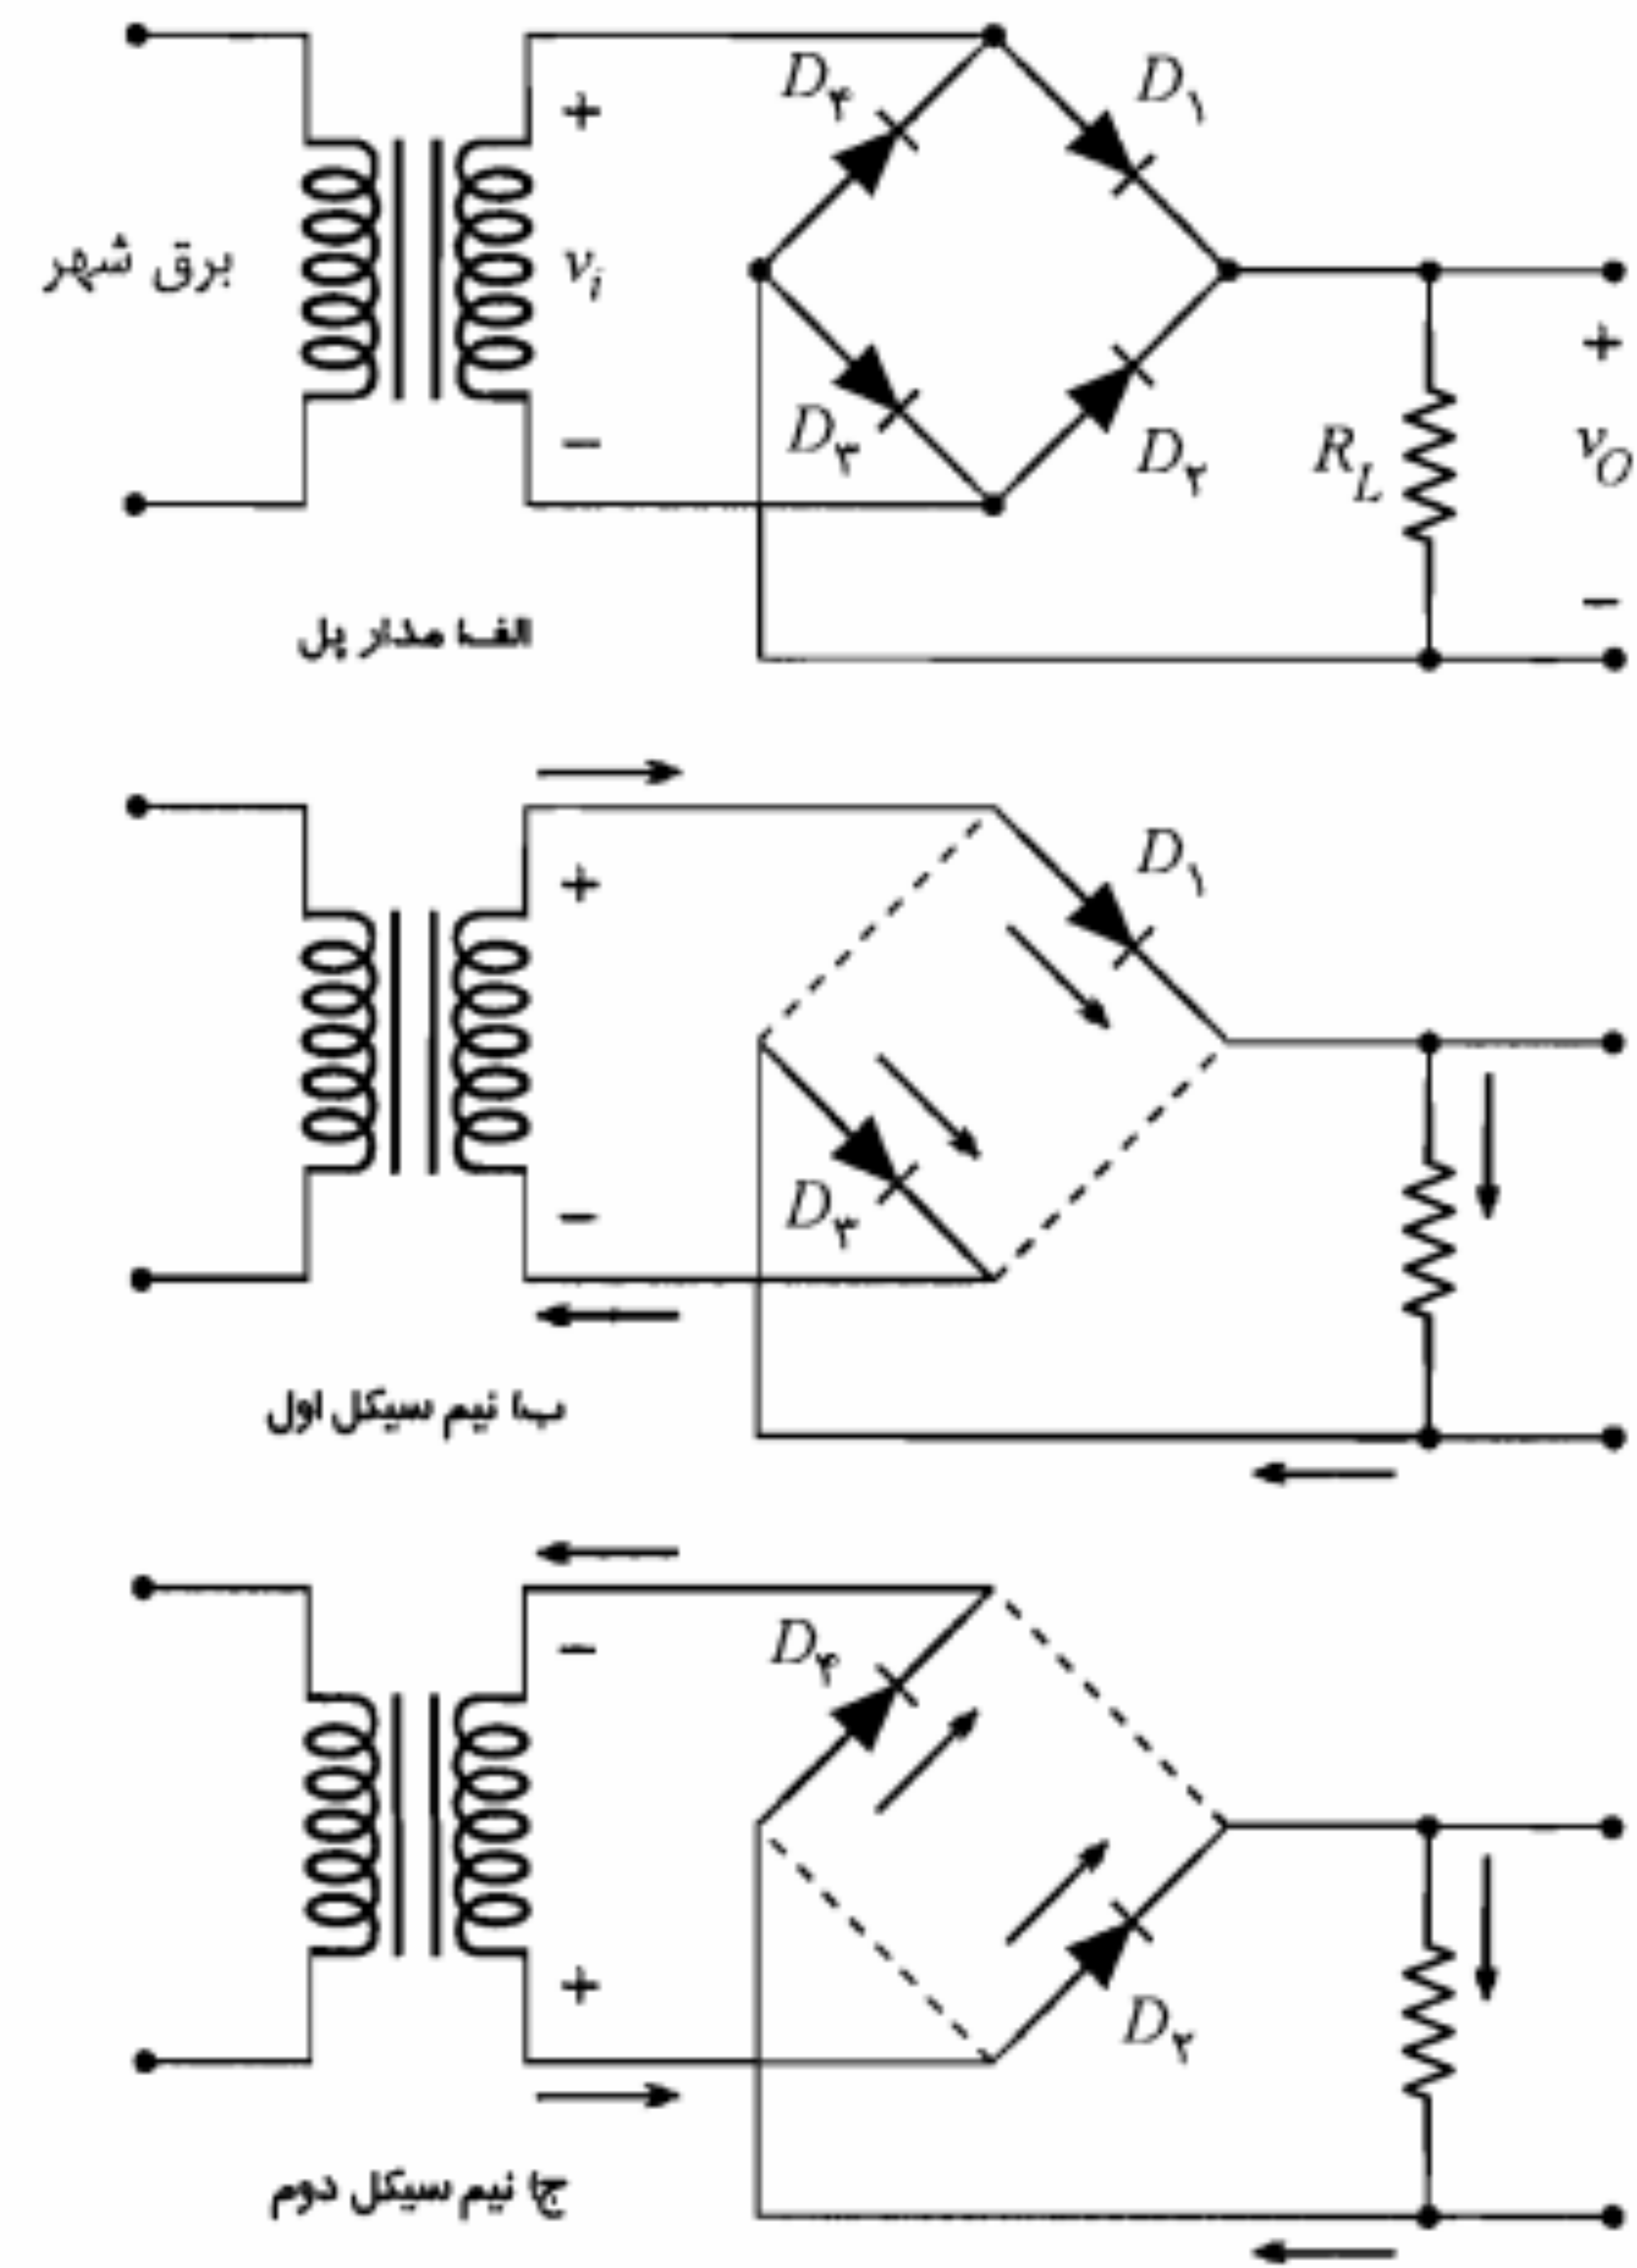 D۴ D۱
+
برق شهر
v_i
+
−
D۳ D۲
R_L
v_O
−
الف) مدار پل
D۱
+
D۳
−
ب) نیم سیکل اول
−
D۴
+
D۲
ج) نیم سیکل دوم